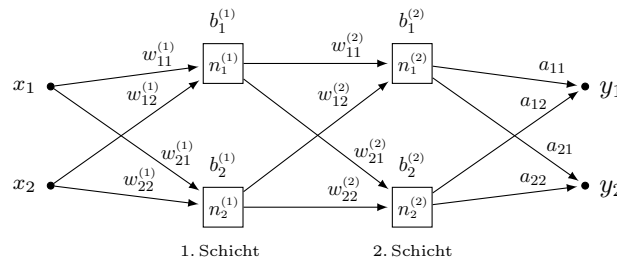 b_1^{(1)} b_1^{(2)}
w_{11}^{(1)} n_1^{(1)} w_{11}^{(2)} n_1^{(2)} a_{11}
x_1 w_{12}^{(1)} w_{12}^{(2)} a_{12} y_1
w_{21}^{(1)} b_2^{(1)} w_{21}^{(2)} b_2^{(2)} a_{21}
x_2 w_{22}^{(1)} n_2^{(1)} w_{22}^{(2)} n_2^{(2)} a_{22} y_2
1. Schicht 2. Schicht